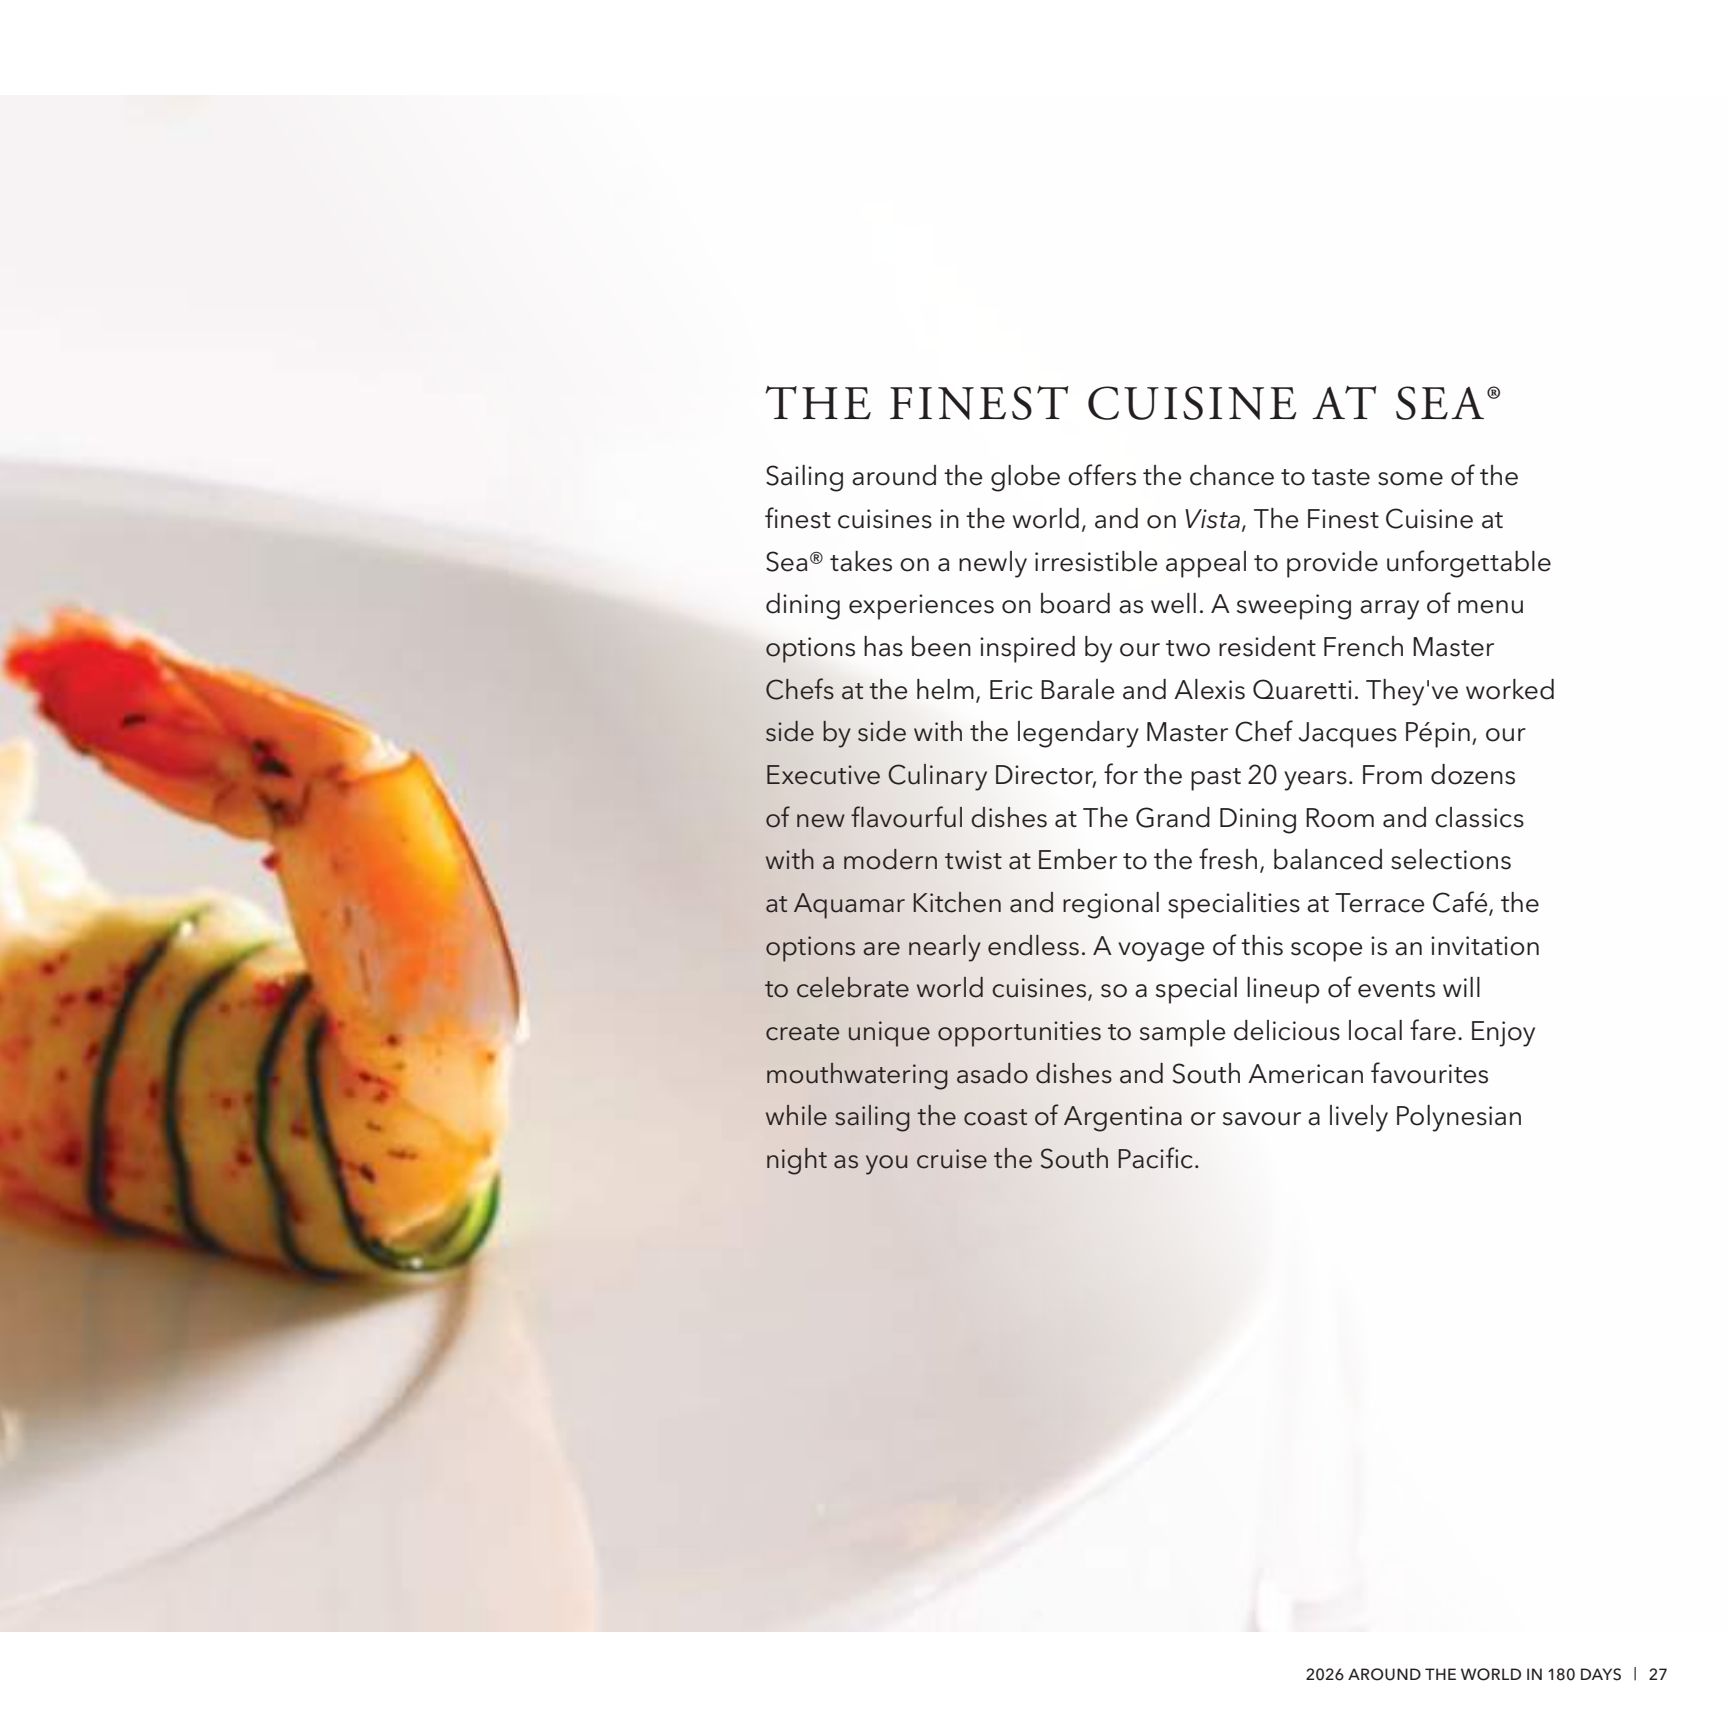 THE FINEST CUISINE AT SEA®
Sailing around the globe offers the chance to taste some of the
finest cuisines in the world, and on Vista, The Finest Cuisine at
Sea® takes on a newly irresistible appeal to provide unforgettable
dining experiences on board as well. A sweeping array of menu
options has been inspired by our two resident French Master
Chefs at the helm, Eric Barale and Alexis Quaretti. They've worked
side by side with the legendary Master Chef Jacques Pépin, our
Executive Culinary Director, for the past 20 years. From dozens
of new flavourful dishes at The Grand Dining Room and classics
with a modern twist at Ember to the fresh, balanced selections
at Aquamar Kitchen and regional specialities at Terrace Café, the
options are nearly endless. A voyage of this scope is an invitation
to celebrate world cuisines, so a special lineup of events will
create unique opportunities to sample delicious local fare. Enjoy
mouthwatering asado dishes and South American favourites
while sailing the coast of Argentina or savour a lively Polynesian
night as you cruise the South Pacific.
2026 AROUND THE WORLD IN 180 DAYS | 27